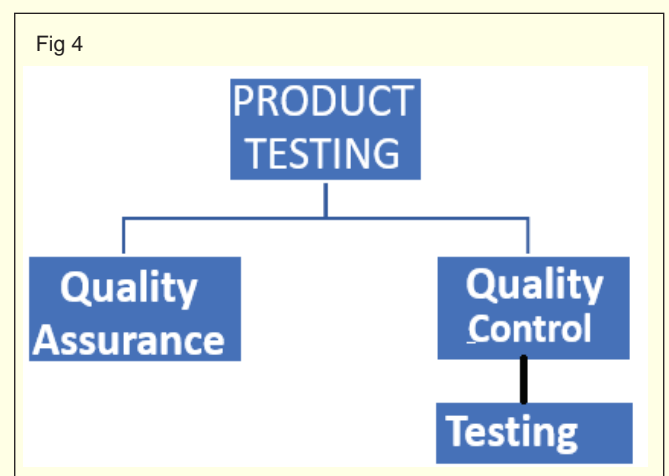 Fig 4
PRODUCT
TESTING
Quality
Assurance
Quality
Control
Testing